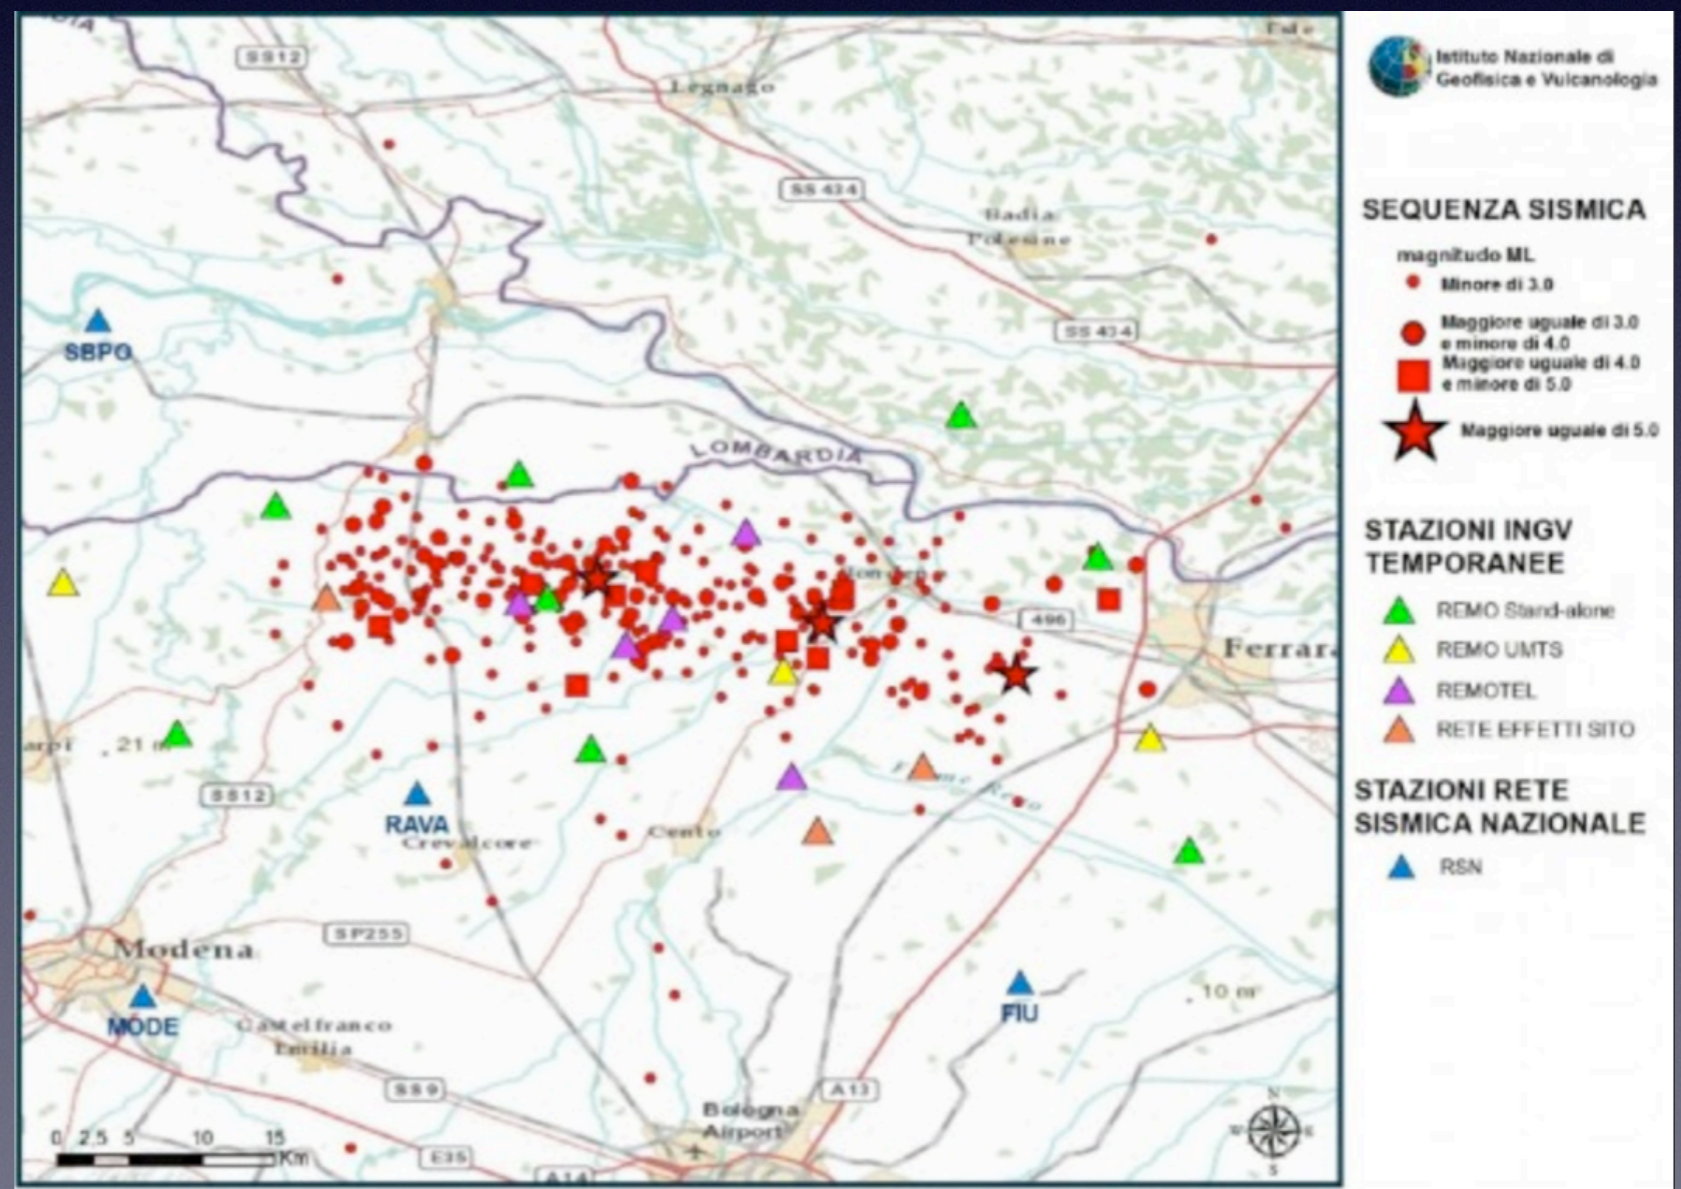 SS12
Legnago
SS 434
Badia
Polesine
SS 434
SBPO
LOMBARDIA
496
Ferrar
21 m
SS12
RAVA
Crevalcore
Cento
Modena
SP255
MODE
Castelfranco
Emilia
FIU
10 m
SS9
A13
Bologna
Airport
E35
A14
0 2.5 5 10 15
Km
N
S
Istituto Nazionale di
Geofisica e Vulcanologia
SEQUENZA SISMICA
magnitudo ML
Minore di 3.0
Maggiore uguale di 3.0
e minore di 4.0
Maggiore uguale di 4.0
e minore di 5.0
Maggiore uguale di 5.0
STAZIONI INGV
TEMPORANEE
REMO Stand-alone
REMO UMTS
REMOTEL
RETE EFFETTI SITO
STAZIONI RETE
SISMICA NAZIONALE
RSN